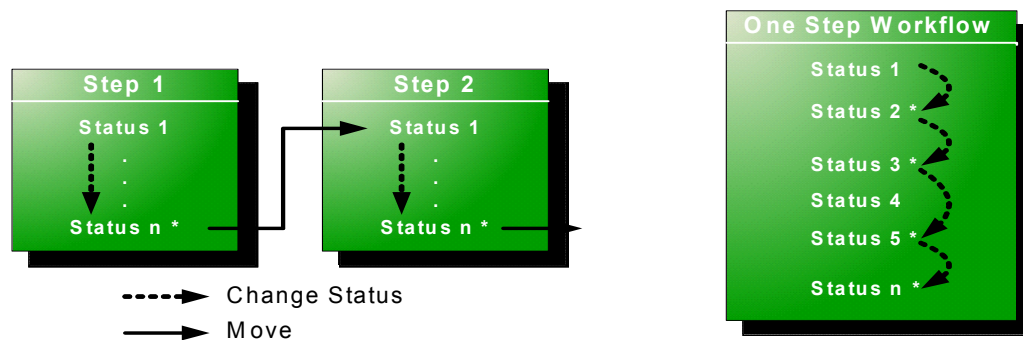 Step 1
Status 1
.
.
.
Status n *
Step 2
Status 1
.
.
.
Status n *
Change Status
Move
One Step Workflow
Status 1
Status 2 *
Status 3 *
Status 4
Status 5 *
Status n *